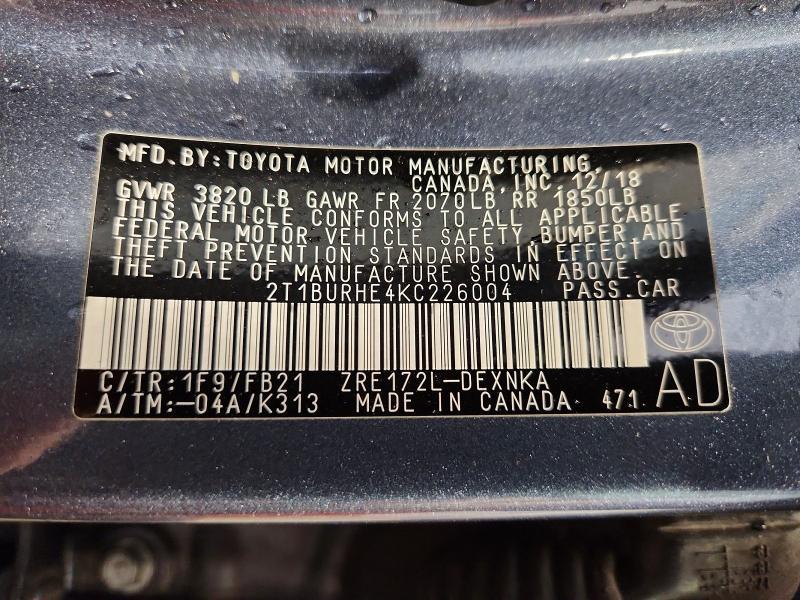 MFD. BY: TOYOTA MOTOR MANUFACTURING,
CANADA, INC. 12/18
GVWR 3820 LB GAWR FR 2070LB RR 1850LB
THIS VEHICLE CONFORMS TO ALL APPLICABLE
FEDERAL MOTOR VEHICLE SAFETY, BUMPER AND
THEFT PREVENTION STANDARDS IN EFFECT ON
THE DATE OF MANUFACTURE SHOWN ABOVE.
2T1BURHE4KC226004 PASS.CAR
C/TR: 1F9/FB21 ZRE172L-DEXNKA
A/TM: -04A/K313 MADE IN CANADA 471 AD